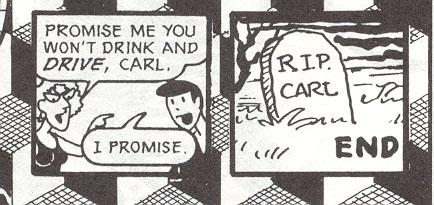 PROMISE ME YOU
WON'T DRINK AND
DRIVE, CARL.
I PROMISE.
R.I.P.
CARL
END